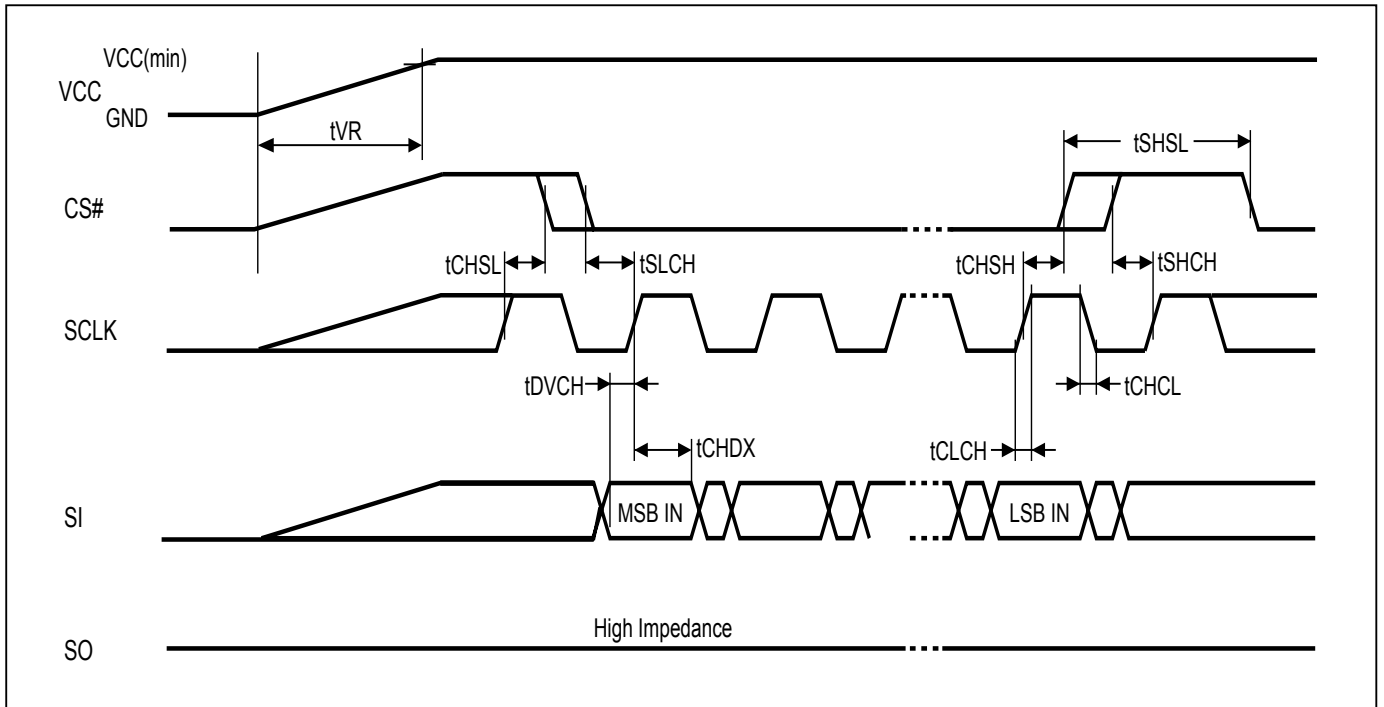 VCC(min)
VCC
GND
tVR
tSHSL
CS#
tCHSL
tSLCH
tCHSH
tSHCH
SCLK
tDVCH
tCHCL
tCHDX
tCLCH
SI
MSB IN
LSB IN
High Impedance
SO